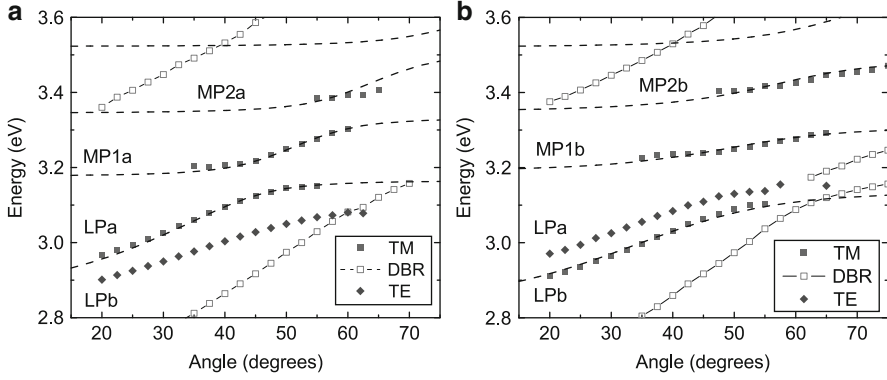 a
Energy (eV)
3.6
3.4
3.2
3.0
2.8
MP2a
MP1a
LPa
LPb
TM
DBR
TE
20 30 40 50 60 70
Angle (degrees)
b
Energy (eV)
3.6
3.4
3.2
3.0
2.8
MP2b
MP1b
LPa
LPb
TM
DBR
TE
20 30 40 50 60 70
Angle (degrees)